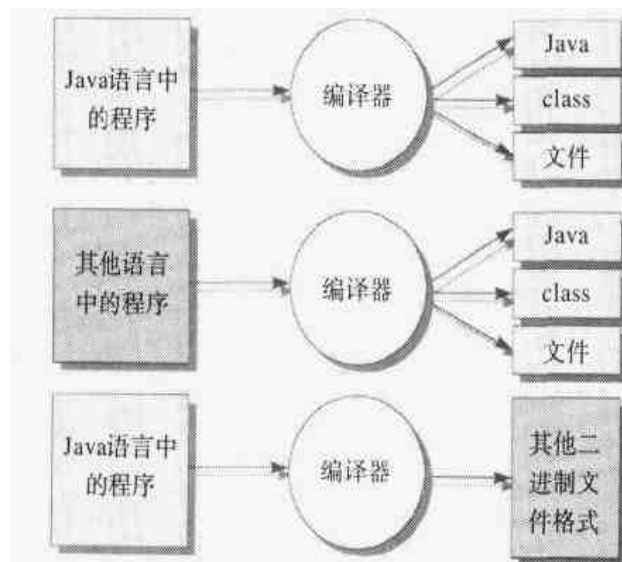 Java语言中
的程序
编译器
Java
class
文件
其他语言
中的程序
编译器
Java
class
文件
Java语言中
的程序
编译器
其他二
进制文
件格式